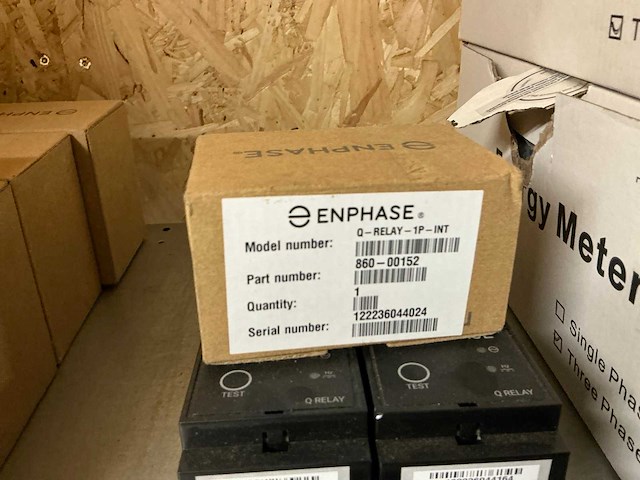 ENPHASE
ENPHASE®
Model number: Q-RELAY-1P-INT
Part number: 860-00152
Quantity: 1
Serial number: 122236044024
TEST
Q RELAY
TEST
Q RELAY
gy Meter
Single Phas
Three Phase